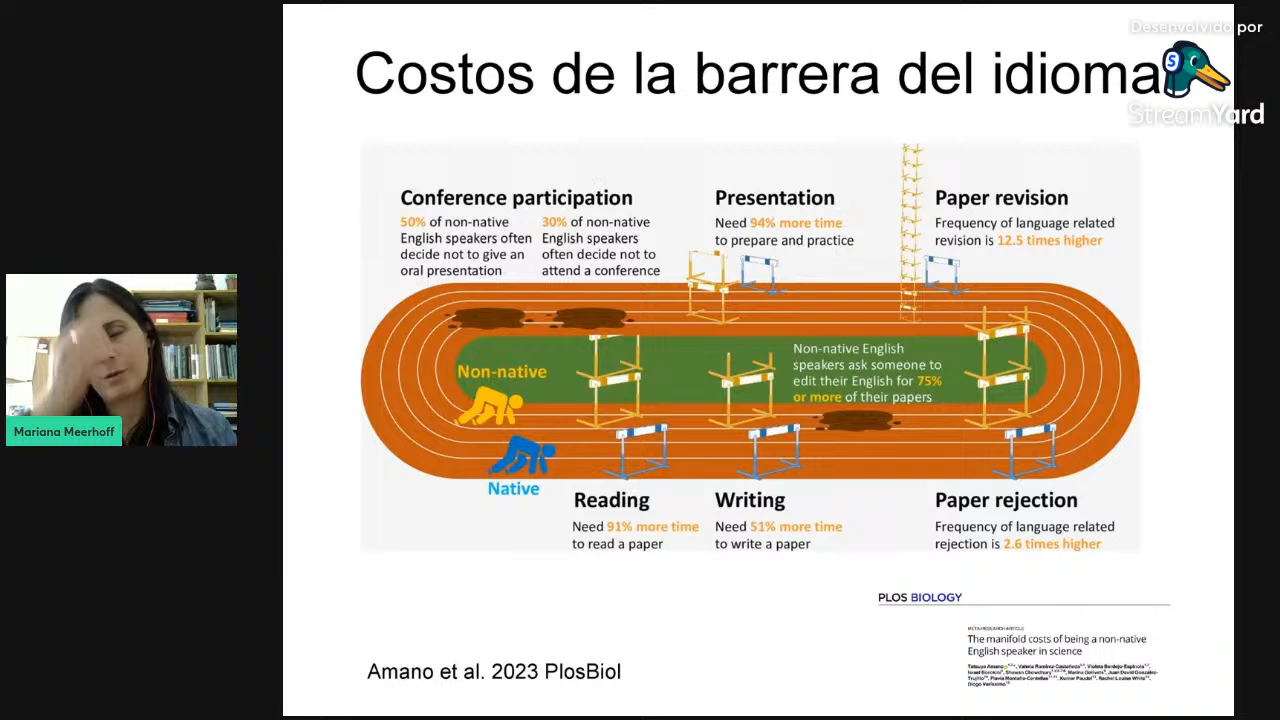 Desenvolvido por
StreamYard
Costos de la barrera del idioma
Conference participation
50% of non-native
English speakers often
decide not to give an
oral presentation
30% of non-native
English speakers
often decide not to
attend a conference
Presentation
Need 94% more time
to prepare and practice
Paper revision
Frequency of language related
revision is 12.5 times higher
Non-native
Non-native English
speakers ask someone to
edit their English for 75%
or more of their papers
Native
Reading
Need 91% more time
to read a paper
Writing
Need 51% more time
to write a paper
Paper rejection
Frequency of language related
rejection is 2.6 times higher
Mariana Meerhoff
PLOS BIOLOGY
META-RESEARCH ARTICLE
The manifold costs of being a non-native
English speaker in science
Amano et al. 2023 PlosBiol